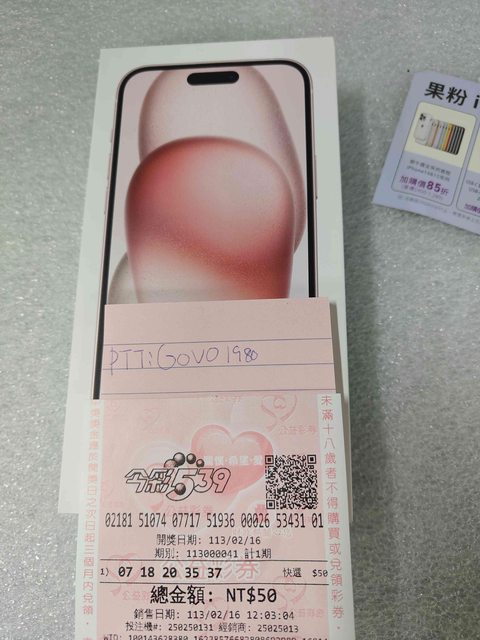 果粉 i
加購價85折
PTT:GOVO1980
未滿十八歲者不得購買或兌領彩券.
今彩539
02181 51074 07717 51936 00026 53431 01
開獎日期: 113/02/16
期別: 113000041 計1期
1) 07 18 20 35 37 快選 $50
總金額: NT$50
銷售日期: 113/02/16 12:03:04
投注機#: 250250131 經銷商: 25025013